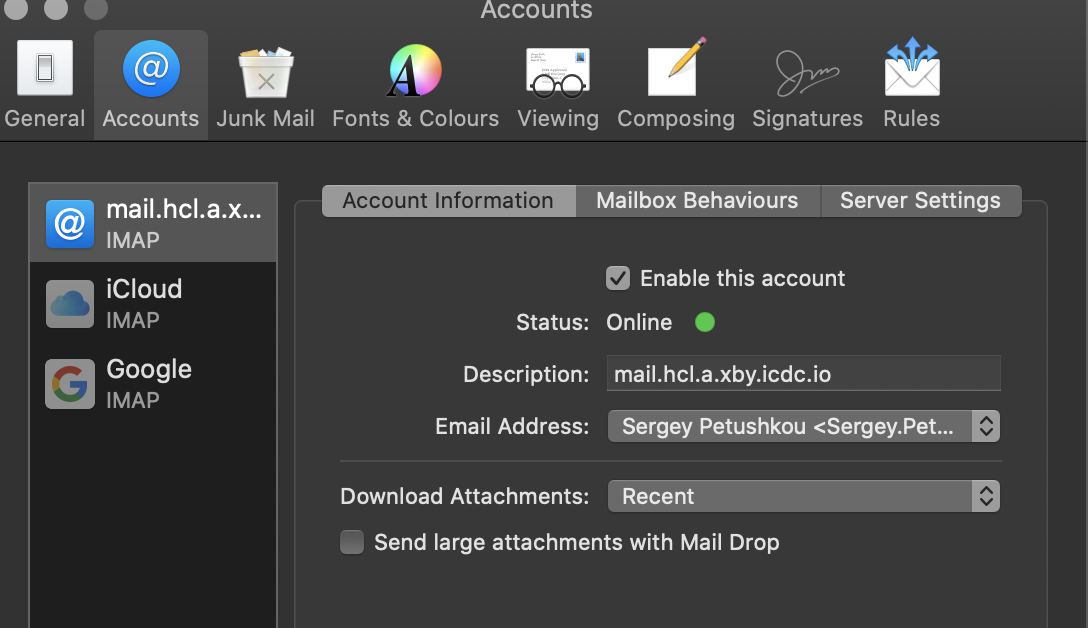 Accounts
General
Accounts
Junk Mail
Fonts & Colours
Viewing
Composing
Signatures
Rules
mail.hcl.a.x...
IMAP
iCloud
IMAP
Google
IMAP
Account Information
Mailbox Behaviours
Server Settings
Enable this account
Status: Online
Description: mail.hcl.a.xby.icdc.io
Email Address: Sergey Petushkou <Sergey.Pet...
Download Attachments: Recent
Send large attachments with Mail Drop